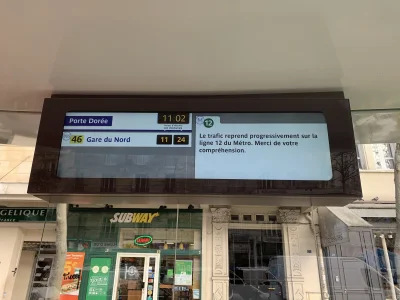 Porte Dorée
11:02
46 Gare du Nord
11 24
12
Le trafic reprend progressivement sur la
ligne 12 du Métro. Merci de votre
compréhension.
ANGELIQUE
SUBWAY